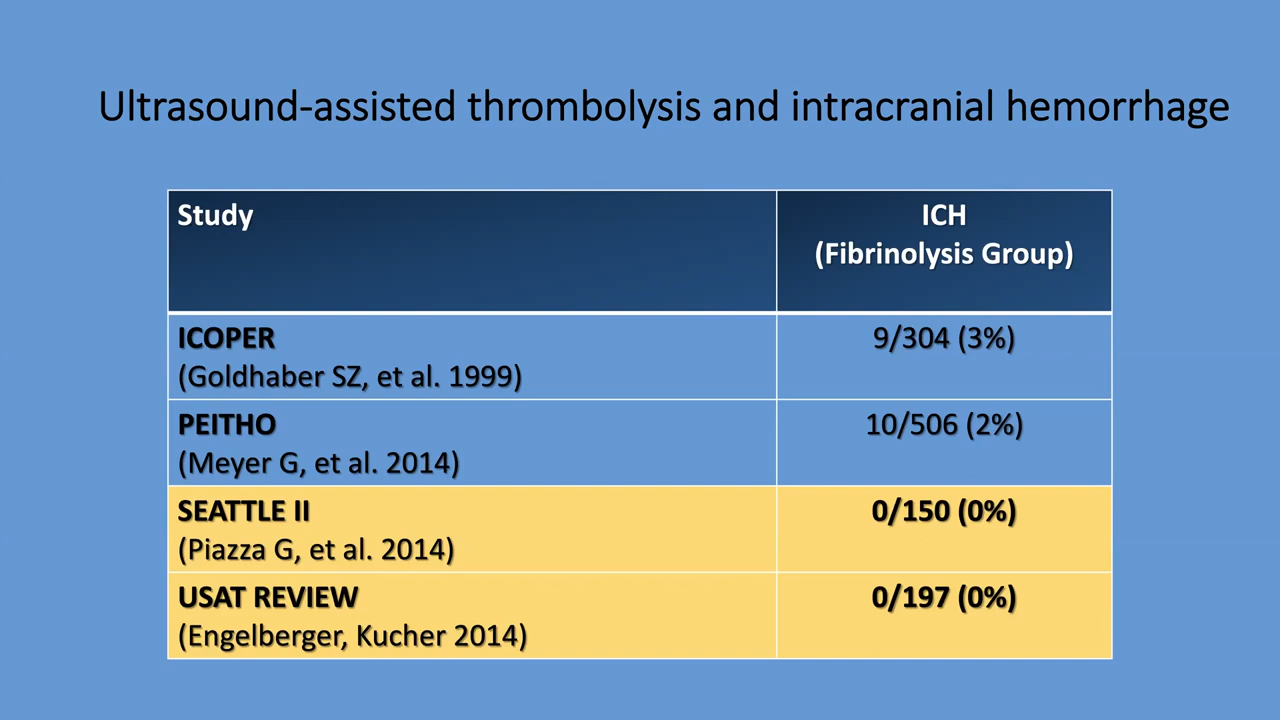 Ultrasound-assisted thrombolysis and intracranial hemorrhage
Study
ICH
(Fibrinolysis Group)
ICOPER
(Goldhaber SZ, et al. 1999)
9/304 (3%)
PEITHO
(Meyer G, et al. 2014)
10/506 (2%)
SEATTLE II
(Piazza G, et al. 2014)
0/150 (0%)
USAT REVIEW
(Engelberger, Kucher 2014)
0/197 (0%)